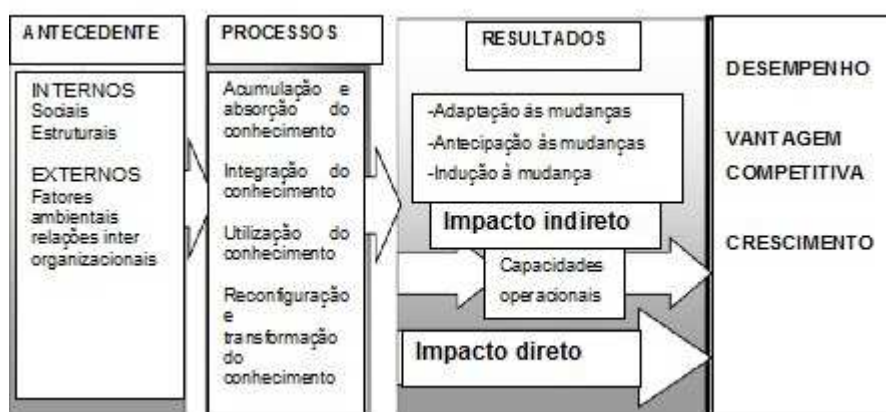 ANTECEDENTE
INTERNOS
Sociais
Estruturais
EXTERNOS
Fatores
ambientais
relações inter
organizacionais
PROCESSOS
Acumulação e
absorção do
conhecimento
Integração do
conhecimento
Utilização do
conhecimento
Reconfiguração
e
transformação
do
conhecimento
RESULTADOS
-Adaptação ás mudanças
-Antecipação ás mudanças
-Indução à mudança
Impacto indireto
Capacidades
operacionais
Impacto direto
DESEMPENHO
VANTAGEM
COMPETITIVA
CRESCIMENTO